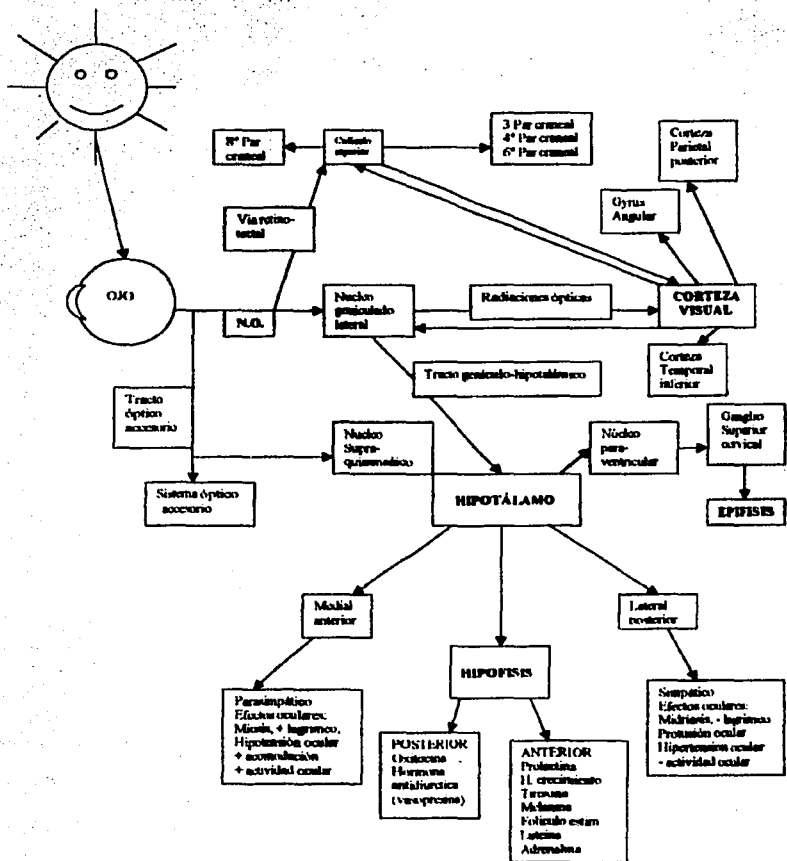 8º Par
craneal
Colículo
superior
3 Par craneal
4º Par craneal
6º Par craneal
Corteza
Parietal
posterior
Gyrus
Angular
Vía retino-
tectal
OJO
N.O.
Nucleo
geniculado
lateral
Radiaciones ópticas
CORTEZA
VISUAL
Tracto geniculo-hipotalámico
Corteza
Temporal
inferior
Tracto
óptico
accesorio
Nucleo
Supra-
quiasmático
Núcleo
para-
ventricular
Ganglio
Superior
cervical
Sistema óptico
accesorio
HIPOTÁLAMO
EPIFISIS
Medial
anterior
Lateral
posterior
HIPOFISIS
Parasimpático
Efectos oculares:
Miosis, + lagrimeo,
Hipotensión ocular
+ acomodación
+ actividad ocular
POSTERIOR
Oxitocina
Hormona
antidiurética
(vasopresina)
ANTERIOR
Prolactina
H. crecimiento
Tiroxina
Melanina
Folículo estim
Luteina
Adrenalina
Simpático
Efectos oculares:
Midriasis, - lagrimeo
Protusión ocular
Hipertension ocular
- actividad ocular